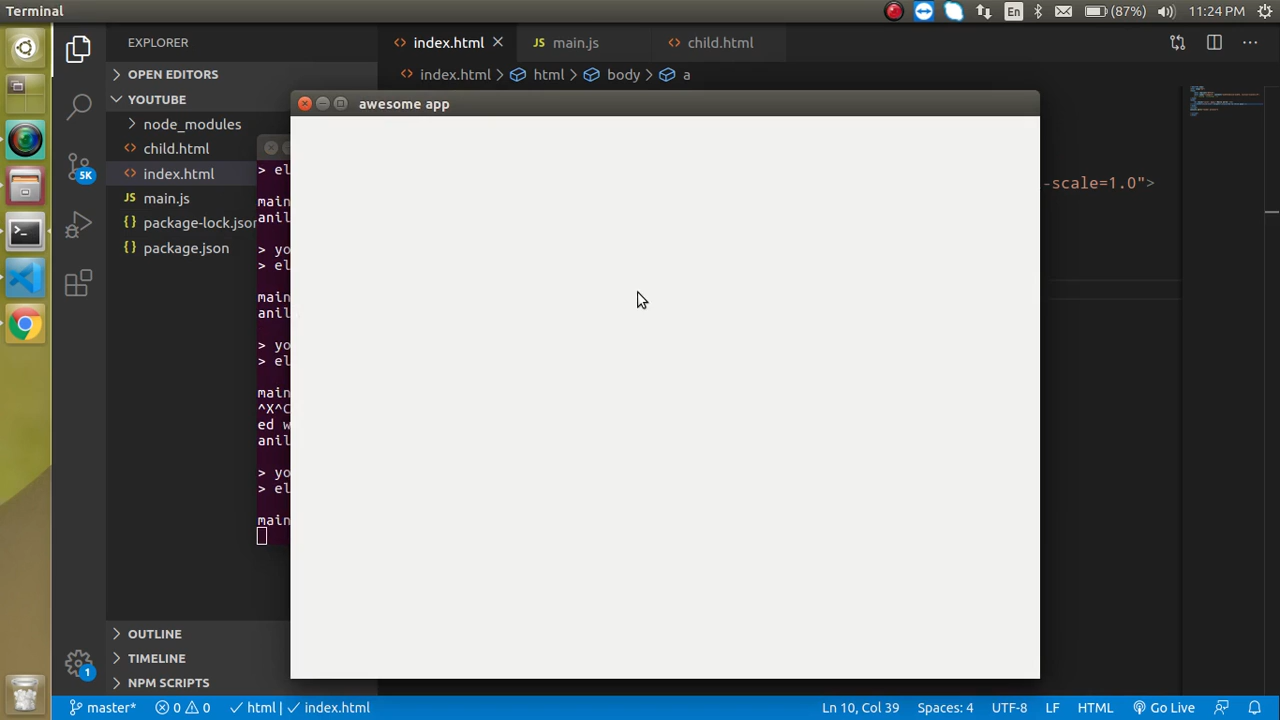 Terminal
En
(87%)
11:24 PM
EXPLORER
index.html
main.js
child.html
OPEN EDITORS
index.html > html > body > a
YOUTUBE
awesome app
node_modules
child.html
index.html
main.js
package-lock.json
package.json
5K
-scale=1.0">
> el
main
anil
> yo
> el
main
anil
> yo
> el
main
^X^C
ed w
anil
> yo
> el
main
OUTLINE
TIMELINE
NPM SCRIPTS
1
master*
0
0
html
index.html
Ln 10, Col 39
Spaces: 4
UTF-8
LF
HTML
Go Live